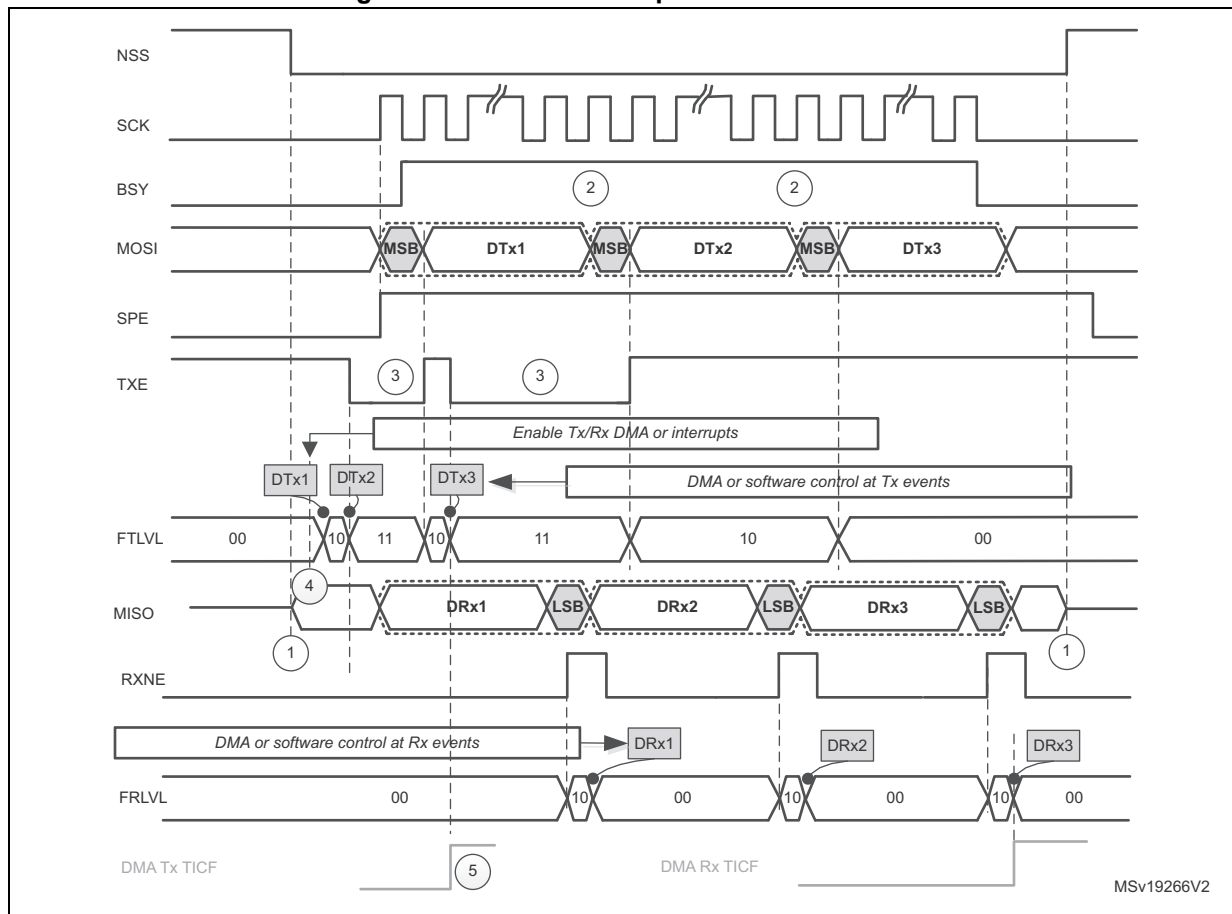 NSS
SCK
BSY
2 2
MOSI
MSB DTx1 MSB DTx2 MSB DTx3
SPE
TXE
3 3
Enable Tx/Rx DMA or interrupts
DTx1 DTx2 DTx3
DMA or software control at Tx events
FTLVL
00 10 11 10 11 10 00
4
MISO
DRx1 LSB DRx2 LSB DRx3 LSB
1 1
RXNE
DMA or software control at Rx events
DRx1 DRx2 DRx3
FRLVL
00 10 00 10 00 10 00
DMA Tx TICF
5
DMA Rx TICF
MSv19266V2